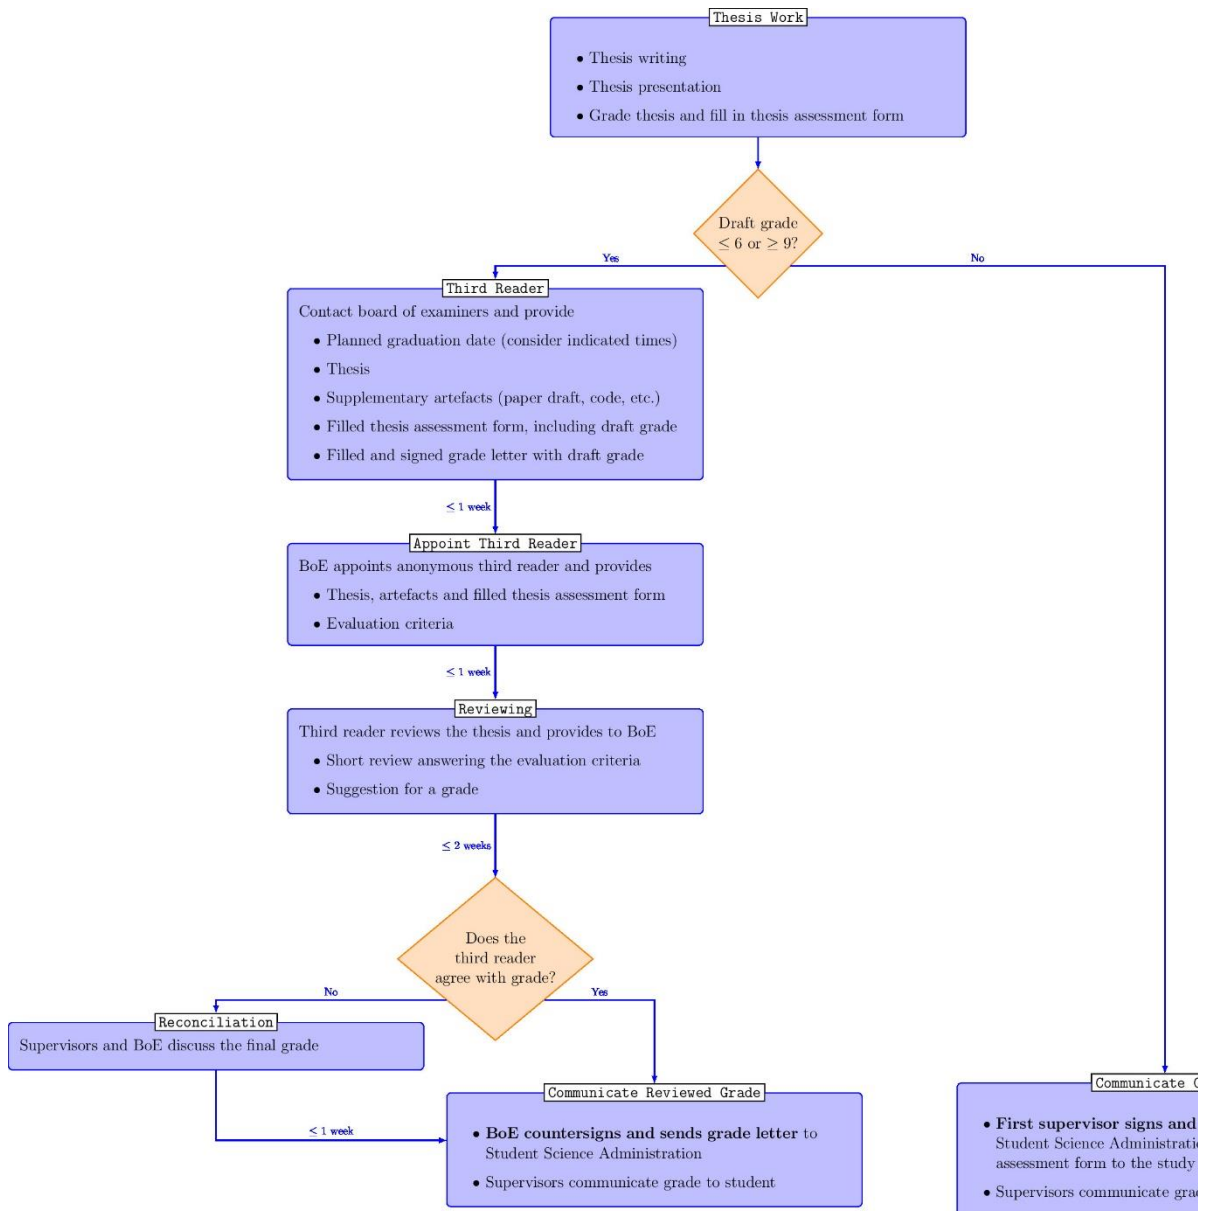 Thesis Work
• Thesis writing
• Thesis presentation
• Grade thesis and fill in thesis assessment form
Draft grade
≤ 6 or ≥ 9?
Yes
No
Third Reader
Contact board of examiners and provide
• Planned graduation date (consider indicated times)
• Thesis
• Supplementary artefacts (paper draft, code, etc.)
• Filled thesis assessment form, including draft grade
• Filled and signed grade letter with draft grade
≤ 1 week
Appoint Third Reader
BoE appoints anonymous third reader and provides
• Thesis, artefacts and filled thesis assessment form
• Evaluation criteria
≤ 1 week
Reviewing
Third reader reviews the thesis and provides to BoE
• Short review answering the evaluation criteria
• Suggestion for a grade
≤ 2 weeks
Does the
third reader
agree with grade?
No
Yes
Reconciliation
Supervisors and BoE discuss the final grade
≤ 1 week
Communicate Reviewed Grade
• BoE countersigns and sends grade letter to
Student Science Administration
• Supervisors communicate grade to student
Communicate
• First supervisor signs and
Student Science
assessment form to the study
• Supervisors communicate